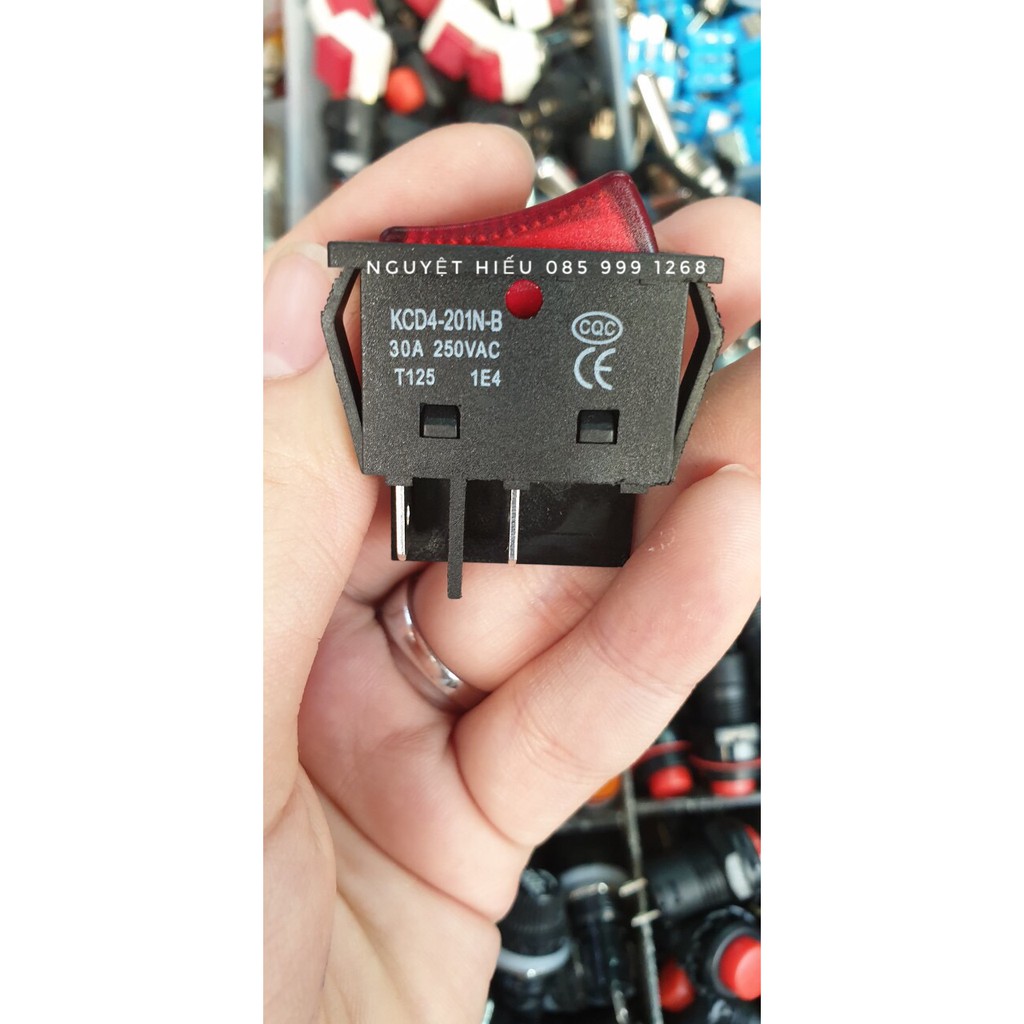 NGUYỆT HIẾU 085 999 1268
KCD4-201N-B
30A 250VAC
T125 1E4
CQC
CE